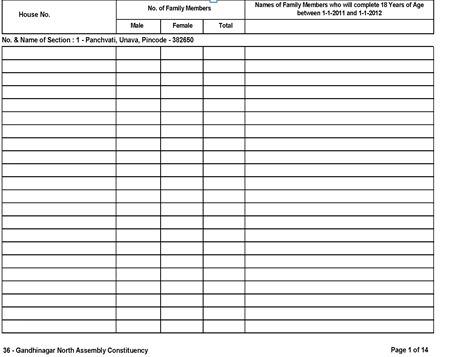 House No.
No. of Family Members
Names of Family Members who will complete 18 Years of Age
between 1-1-2011 and 1-1-2012
Male Female Total
No. & Name of Section : 1 - Panchvati, Unava, Pincode - 382650
36 - Gandhinagar North Assembly Constituency Page 1 of 14